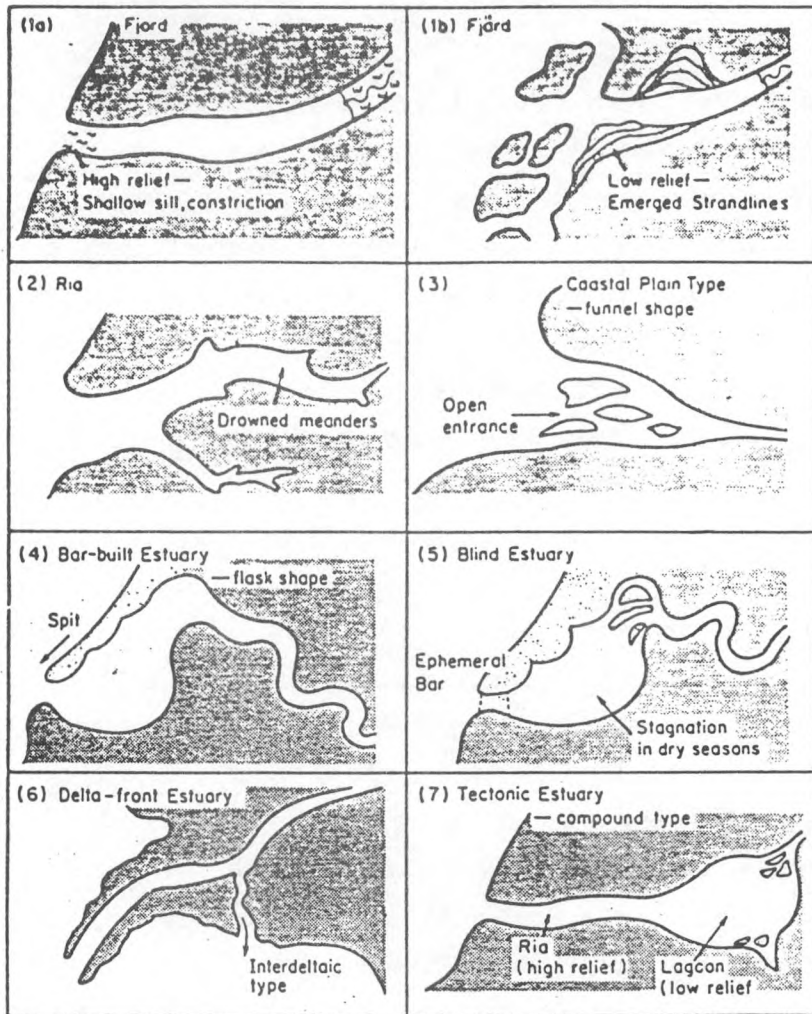 (1a) Fjord
High relief —
Shallow sill, constriction
(1b) Fjärd
Low relief —
Emerged Strandlines
(2) Ria
Drowned meanders
(3) Coastal Plain Type
— funnel shape
Open
entrance
(4) Bar-built Estuary
— flask shape
Spit
(5) Blind Estuary
Ephemeral
Bar
Stagnation
in dry seasons
(6) Delta-front Estuary
Interdeltaic
type
(7) Tectonic Estuary
— compound type
Ria
(high relief)
Lagoon
(low relief